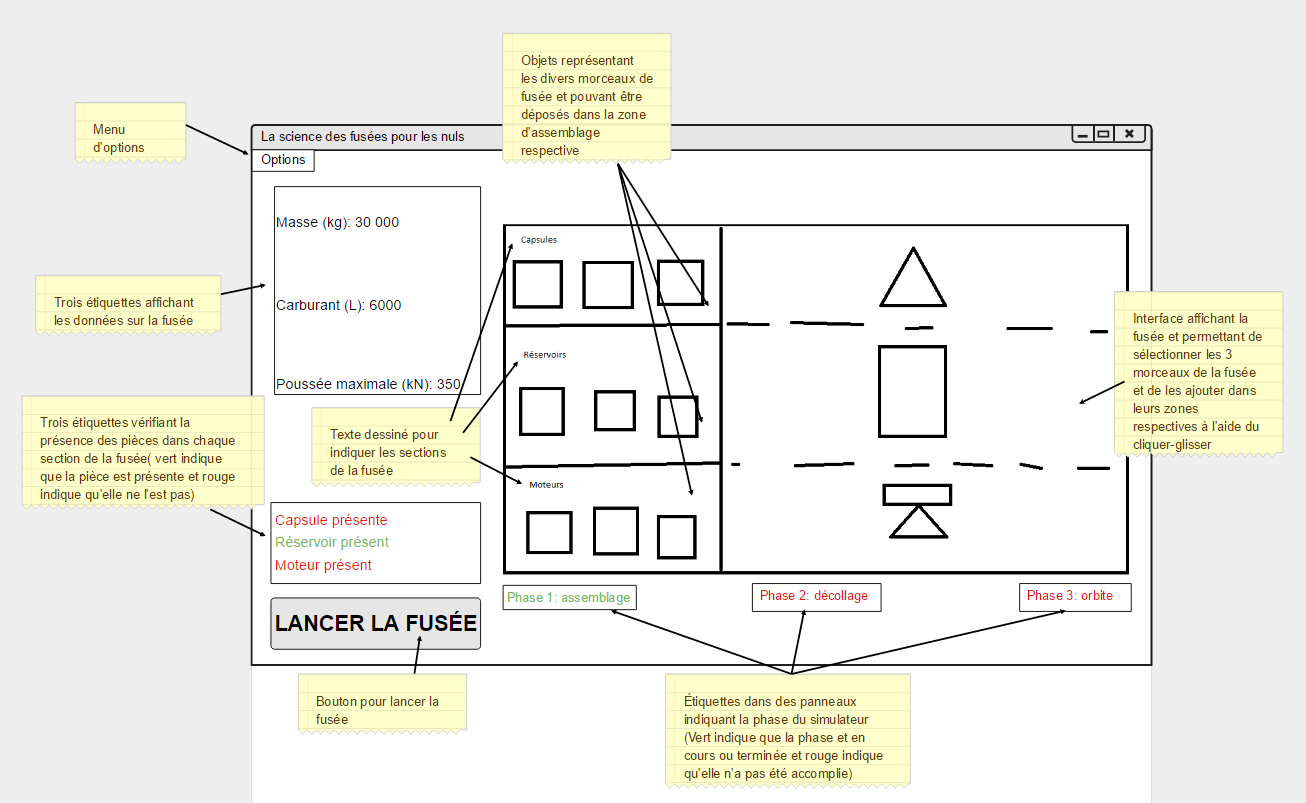 Objets représentant
les divers morceaux de
fusée et pouvant être
déposés dans la zone
d'assemblage
respective
Menu
d'options
La science des fusées pour les nuls
Options
Masse (kg): 30 000
Carburant (L): 6000
Poussée maximale (kN): 350
Trois étiquettes affichant
les données sur la fusée
Capsules
Réservoirs
Moteurs
Interface affichant la
fusée et permettant de
sélectionner les 3
morceaux de la fusée
et de les ajouter dans
leurs zones
respectives à l'aide du
cliquer-glisser
Trois étiquettes vérifiant la
présence des pièces dans chaque
section de la fusée( vert indique
que la pièce est présente et rouge
indique qu'elle ne l'est pas)
Texte dessiné pour
indiquer les sections
de la fusée
Capsule présente
Réservoir présent
Moteur présent
LANCER LA FUSÉE
Phase 1: assemblage
Phase 2: décollage
Phase 3: orbite
Bouton pour lancer la
fusée
Étiquettes dans des panneaux
indiquant la phase du simulateur
(Vert indique que la phase et en
cours ou terminée et rouge indique
qu'elle n'a pas été accomplie)